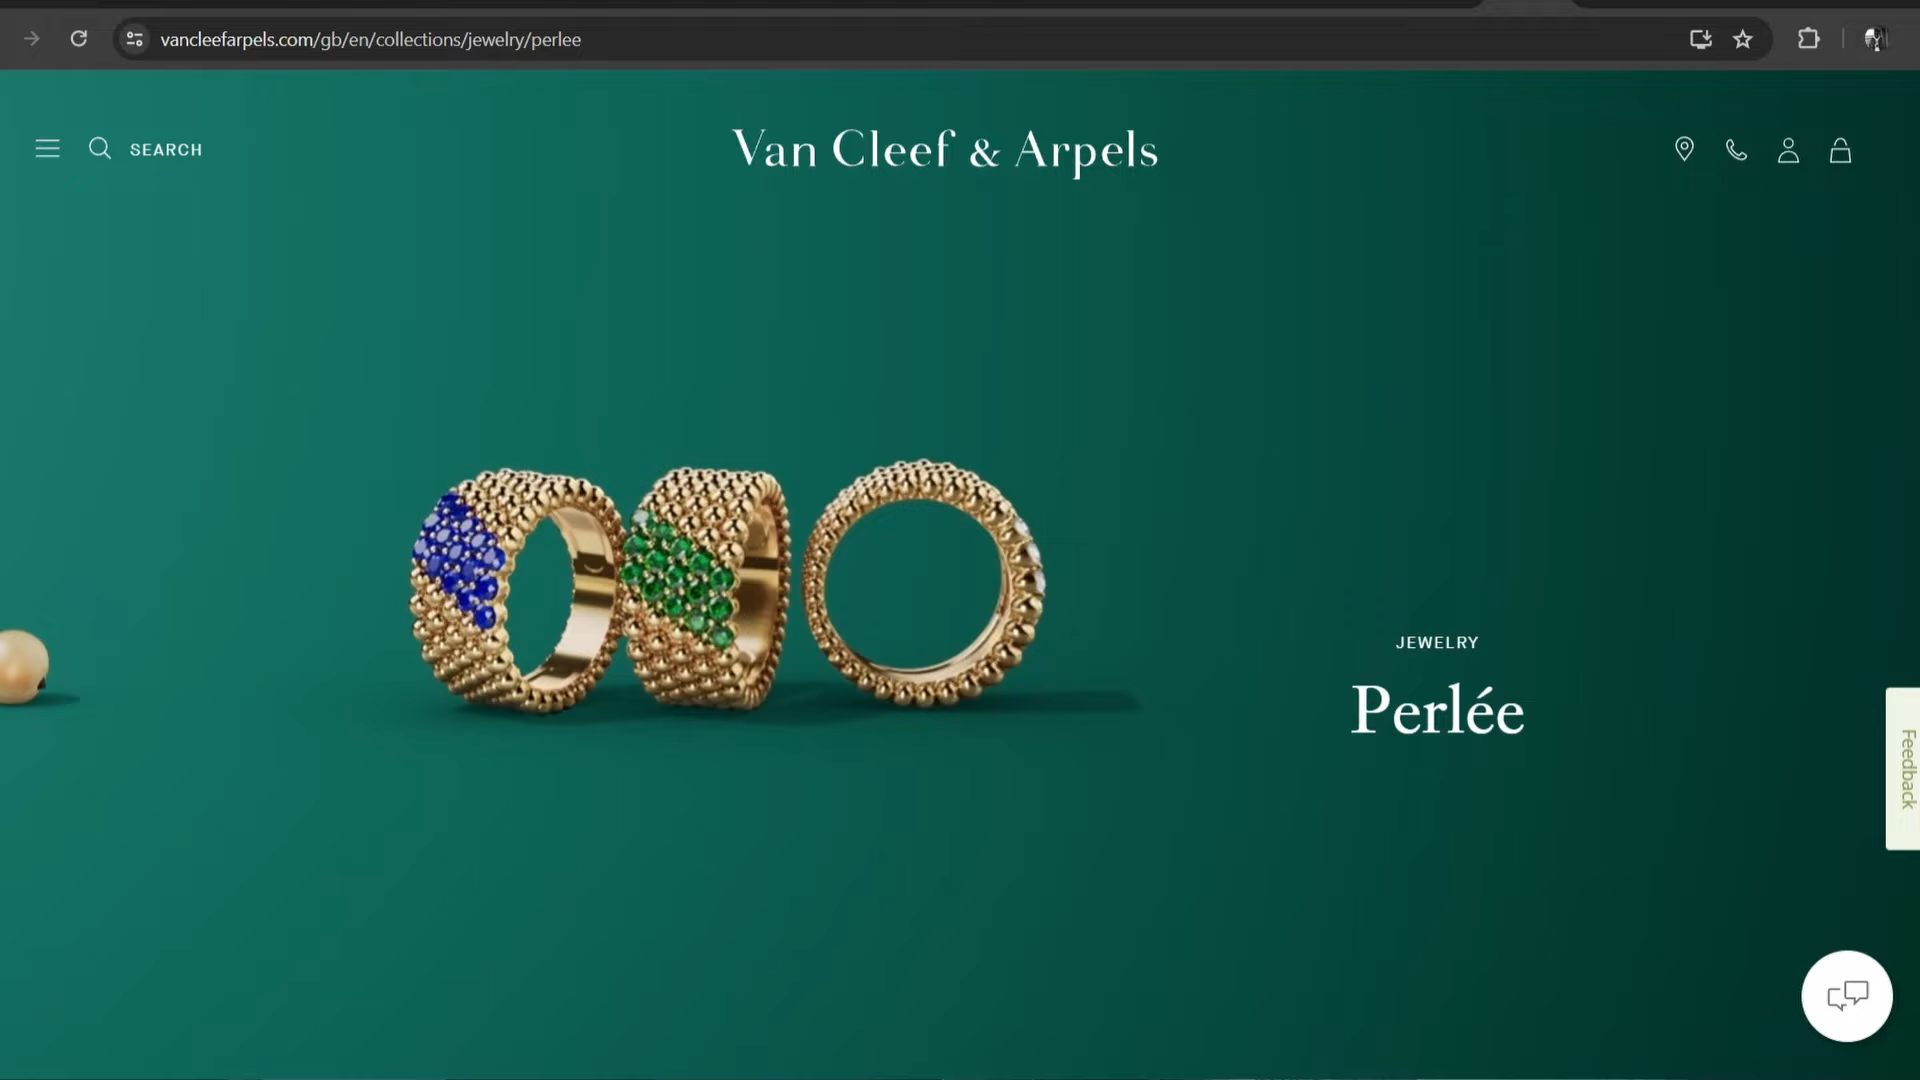 vancleefarpels.com/gb/en/collections/jewelry/perlee
SEARCH
Van Cleef & Arpels
JEWELRY
Perlée
Feedback